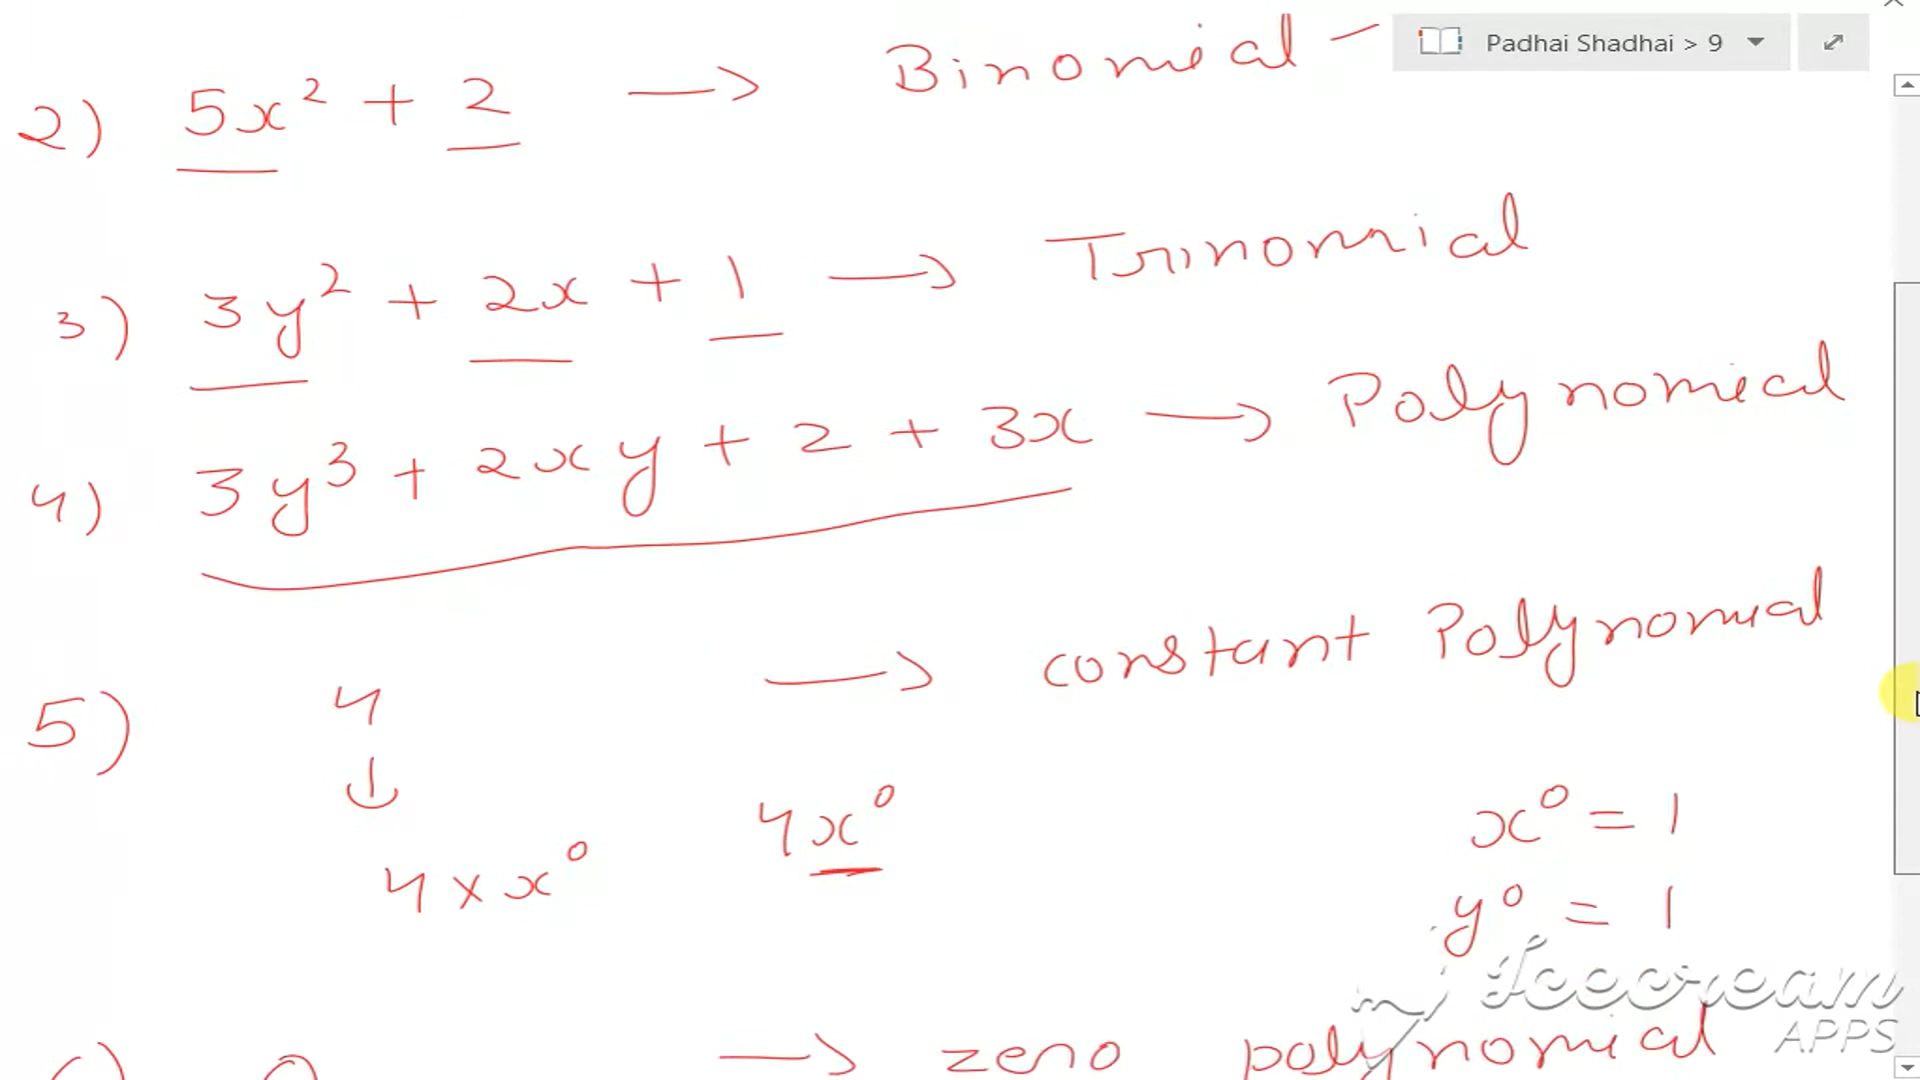 Padhai Shadhai > 9
2) 5x² + 2 → Binomial -
3) 3y² + 2x + 1 → Trinomial
4) 3y³ + 2xy + 2 + 3x → Polynomial
5) 4 → constant Polynomial
↓
4 × x⁰ 4x⁰ x⁰ = 1
y⁰ = 1
Icecream
APPS
→ zero polynomial